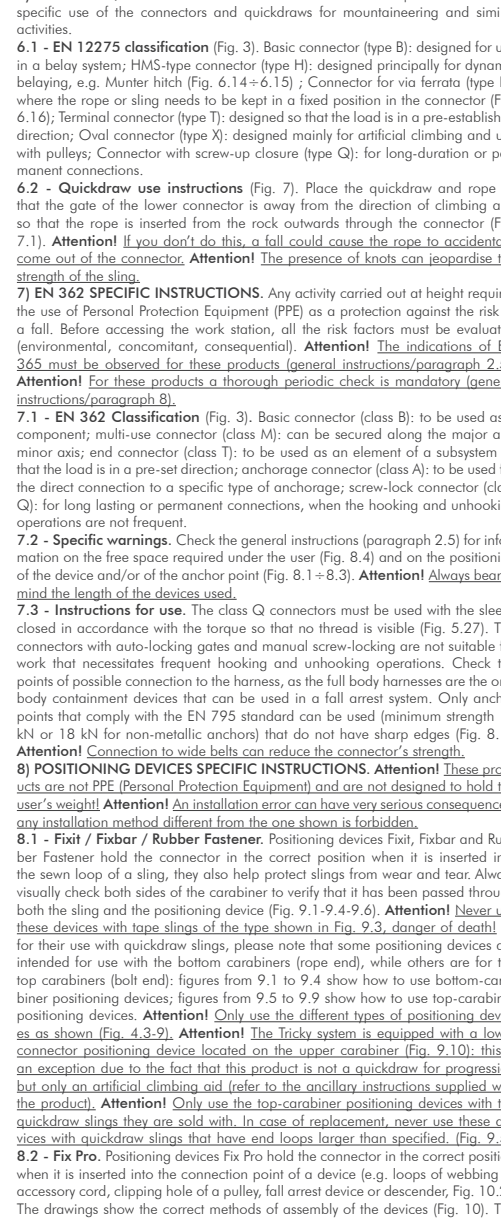 specific use of the connectors and quickdraws for mountaineering and simi
activities.
6.1 - EN 12275 classification (Fig. 3). Basic connector (type B): designed for u
in a belay system; HMS-type connector (type H): designed principally for dynam
belaying, e.g. Munter hitch (Fig. 6.14÷6.15) ; Connector for via ferrata (type
where the rope or sling needs to be kept in a fixed position in the connector (F
6.16); Terminal connector (type T): designed so that the load is in a pre-establish
direction; Oval connector (type X): designed mainly for artificial climbing and u
with pulleys; Connector with screw-up closure (type Q): for long-duration or pe
manent connections.
6.2 - Quickdraw use instructions (Fig. 7). Place the quickdraw and rope
that the gate of the lower connector is away from the direction of climbing a
so that the rope is inserted from the rock outwards through the connector (F
7.1). Attention! If you don't do this, a fall could cause the rope to accidenta
come out of the connector. Attention! The presence of knots can jeopardise t
strength of the sling.
7) EN 362 SPECIFIC INSTRUCTIONS. Any activity carried out at height requir
the use of Personal Protection Equipment (PPE) as a protection against the risk
a fall. Before accessing the work station, all the risk factors must be evaluat
(environmental, concomitant, consequential). Attention! The indications of E
365 must be observed for these products (general instructions/paragraph 2.5
Attention! For these products a thorough periodic check is mandatory (gene
instructions/paragraph 8).
7.1 - EN 362 Classification (Fig. 3). Basic connector (class B): to be used as
component; multi-use connector (class M): can be secured along the major a
minor axis; end connector (class T): to be used as an element of a subsystem
that the load is in a pre-set direction; anchorage connector (class A): to be used f
the direct connection to a specific type of anchorage; screw-lock connector (cla
Q): for long lasting or permanent connections, when the hooking and unhooki
operations are not frequent.
7.2 - Specific warnings. Check the general instructions (paragraph 2.5) for info
mation on the free space required under the user (Fig. 8.4) and on the positioni
of the device and/or of the anchor point (Fig. 8.1÷8.3). Attention! Always bear
mind the length of the devices used.
7.3 - Instructions for use. The class Q connectors must be used with the slee
closed in accordance with the torque so that no thread is visible (Fig. 5.27). T
connectors with auto-locking gates and manual screw-locking are not suitable f
work that necessitates frequent hooking and unhooking operations. Check t
points of possible connection to the harness, as the full body harnesses are the on
body containment devices that can be used in a fall arrest system. Only anch
points that comply with the EN 795 standard can be used (minimum strength
kN or 18 kN for non-metallic anchors) that do not have sharp edges (Fig. 8.
Attention! Connection to wide belts can reduce the connector's strength.
8) POSITIONING DEVICES SPECIFIC INSTRUCTIONS. Attention! These prod
ucts are not PPE (Personal Protection Equipment) and are not designed to hold t
user's weight! Attention! An installation error can have very serious consequence
any installation method different from the one shown is forbidden.
8.1 - Fixit / Fixbar / Rubber Fastener. Positioning devices Fixit, Fixbar and Ru
ber Fastener hold the connector in the correct position when it is inserted in
the sewn loop of a sling, they also help protect slings from wear and tear. Alwa
visually check both sides of the carabiner to verify that it has been passed throu
both the sling and the positioning device (Fig. 9.1-9.4-9.6). Attention! Never u
these devices with tape slings of the type shown in Fig. 9.3, danger of death!
for their use with quickdraw slings, please note that some positioning devices a
intended for use with the bottom carabiners (rope end), while others are for t
top carabiners (bolt end): figures from 9.1 to 9.4 show how to use bottom-car
biner positioning devices; figures from 9.5 to 9.9 show how to use top-carabin
positioning devices. Attention! Only use the different types of positioning dev
es as shown (Fig. 4.3-9). Attention! The Tricky system is equipped with a low
connector positioning device located on the upper carabiner (Fig. 9.10): this
an exception due to the fact that this product is not a quickdraw for progressi
but only an artificial climbing aid (refer to the ancillary instructions supplied w
the product). Attention! Only use the top-carabiner positioning devices with t
quickdraw slings they are sold with. In case of replacement, never use these d
vices with quickdraw slings that have end loops larger than specified. (Fig. 9.
8.2 - Fix Pro. Positioning devices Fix Pro hold the connector in the correct positi
when it is inserted into the connection point of a device (e.g. loops of webbing
accessory cord, clipping hole of a pulley, fall arrest device or descender, Fig. 10.
The drawings show the correct methods of assembly of the devices (Fig. 10). T